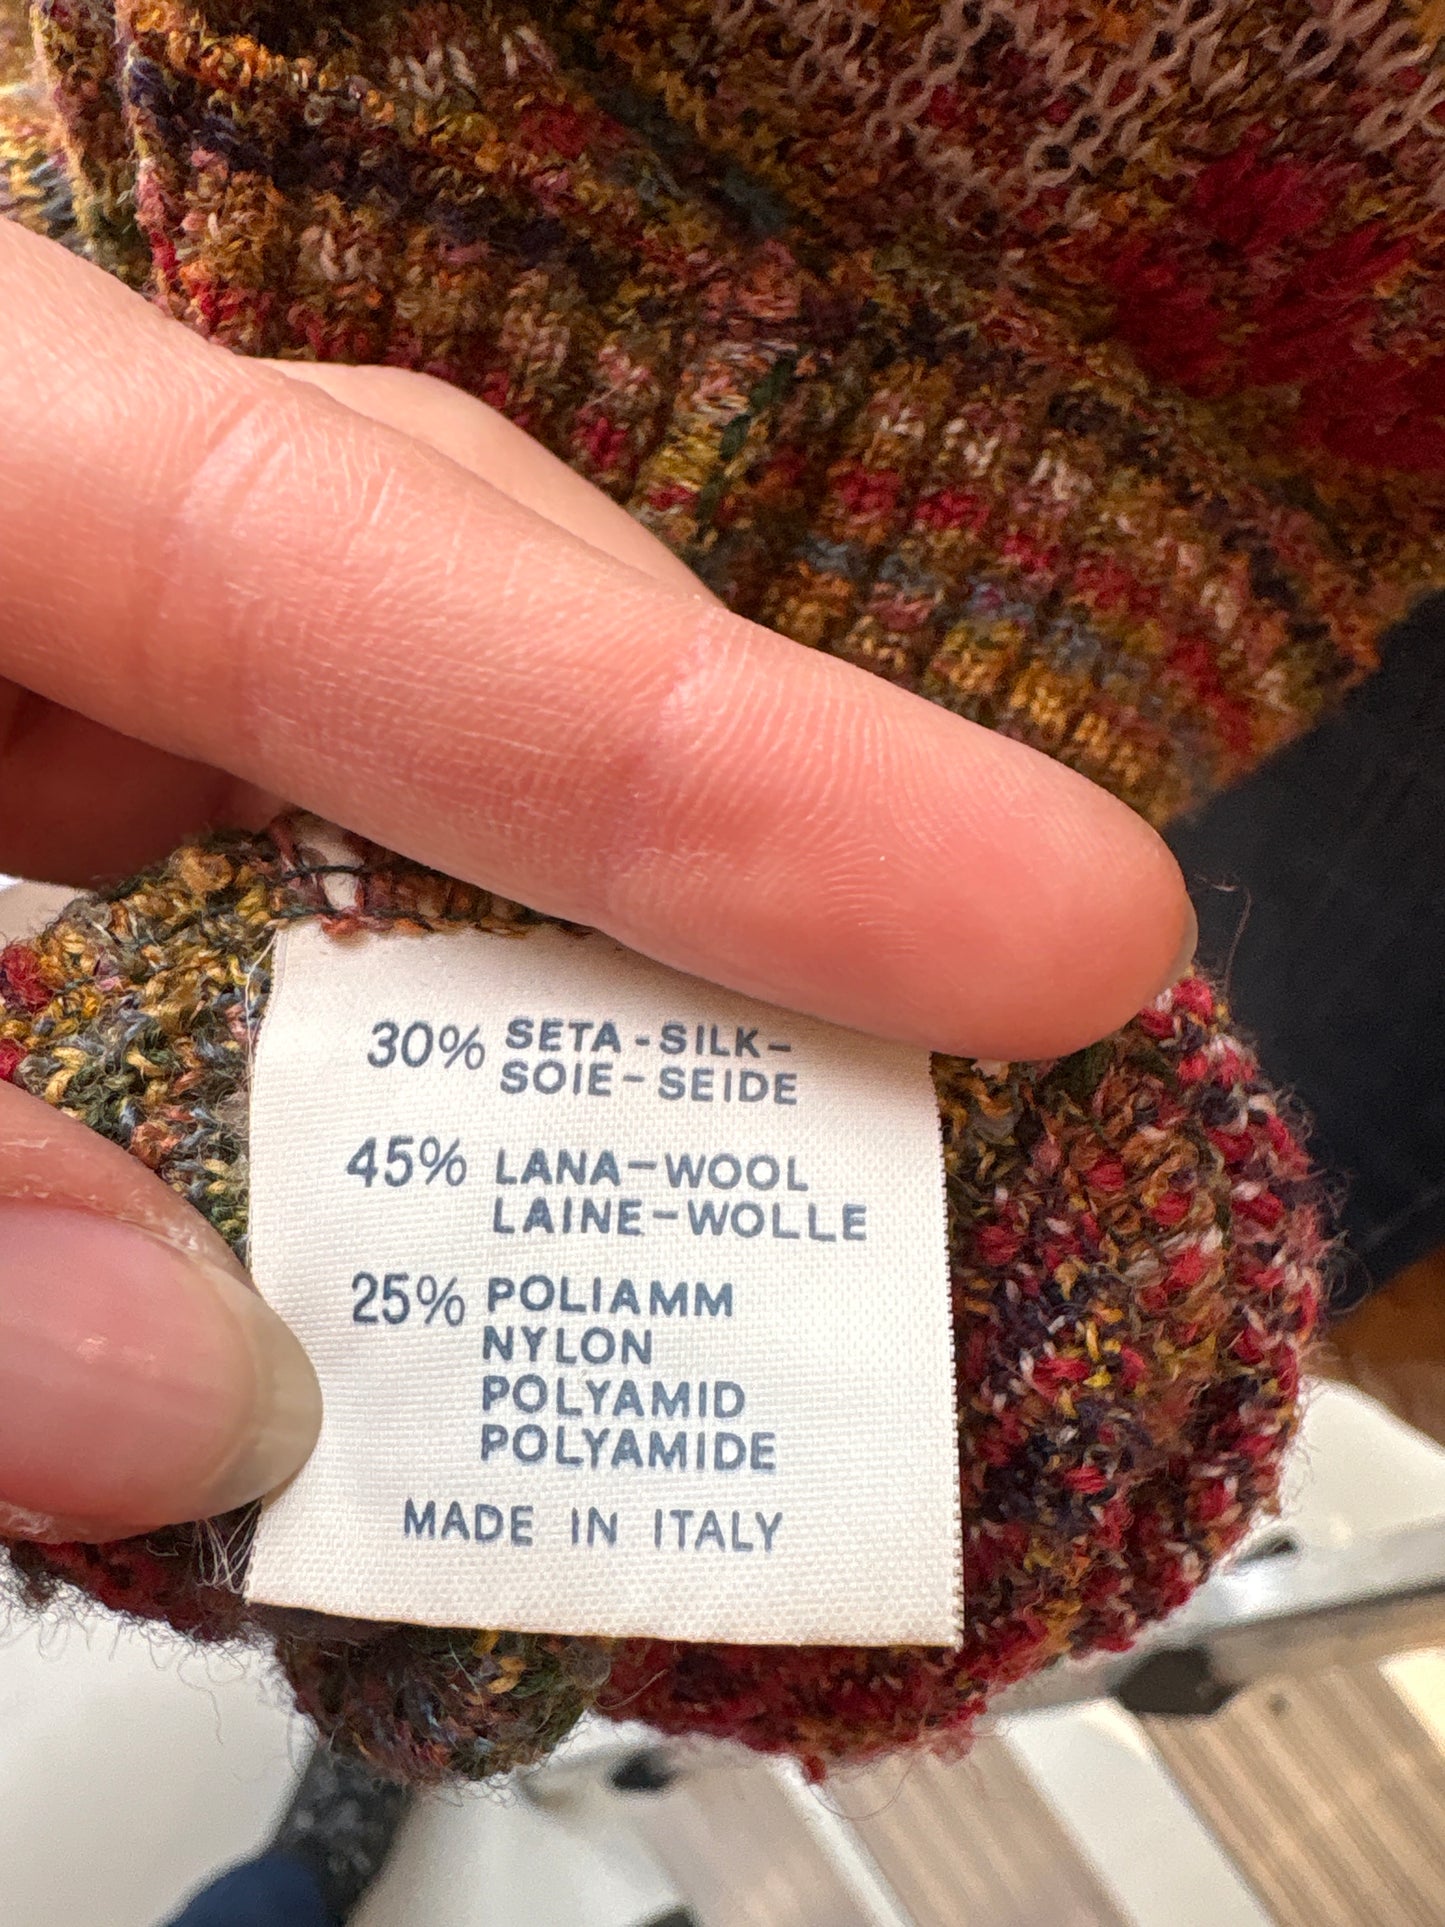 30% SETA-SILK-
SOIE-SEIDE
45% LANA-WOOL
LAINE-WOLLE
25% POLIAMM
NYLON
POLYAMID
POLYAMIDE
MADE IN ITALY